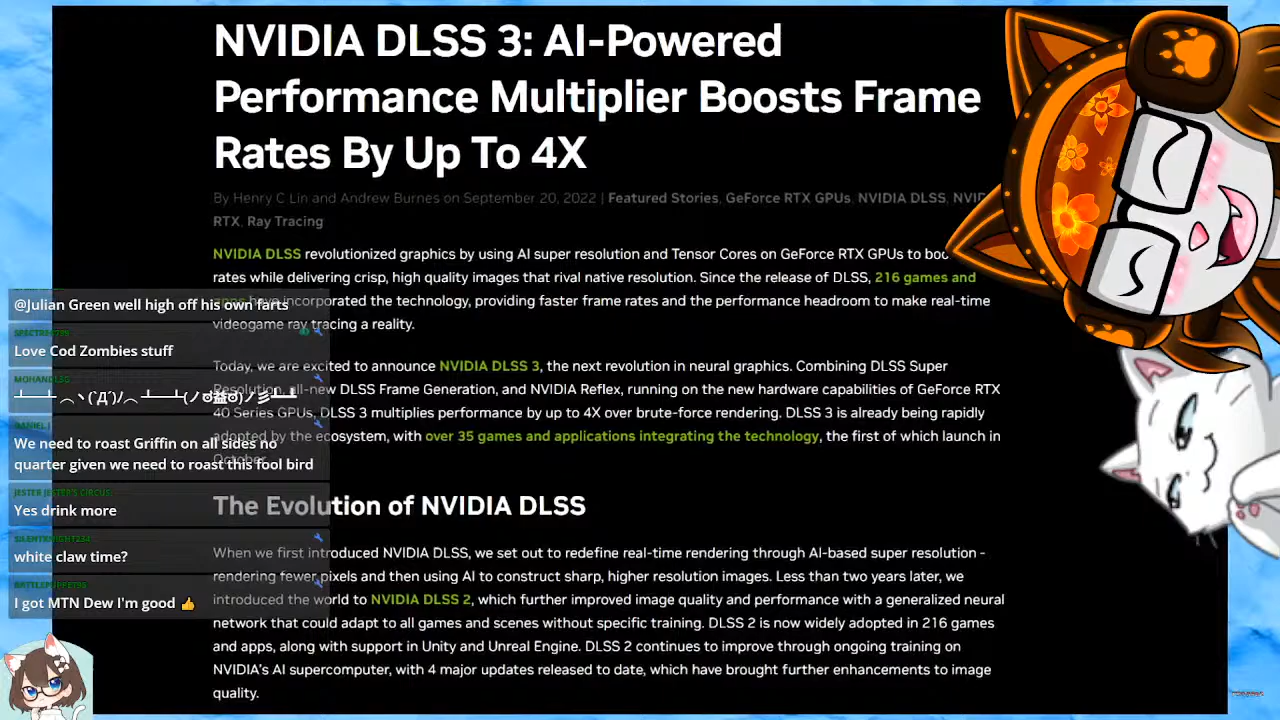 NVIDIA DLSS 3: AI-Powered
Performance Multiplier Boosts Frame
Rates By Up To 4X
By Henry C Lin and Andrew Burnes on September 20, 2022 | Featured Stories, GeForce RTX GPUs, NVIDIA DLSS, NVID
RTX, Ray Tracing
NVIDIA DLSS revolutionized graphics by using AI super resolution and Tensor Cores on GeForce RTX GPUs to boo
rates while delivering crisp, high quality images that rival native resolution. Since the release of DLSS, 216 games and
apps have incorporated the technology, providing faster frame rates and the performance headroom to make real-time
videogame ray tracing a reality.
Today, we are excited to announce NVIDIA DLSS 3, the next revolution in neural graphics. Combining DLSS Super
Resolution, all-new DLSS Frame Generation, and NVIDIA Reflex, running on the new hardware capabilities of GeForce RTX
40 Series GPUs, DLSS 3 multiplies performance by up to 4X over brute-force rendering. DLSS 3 is already being rapidly
adopted by the ecosystem, with over 35 games and applications integrating the technology, the first of which launch in
October.
The Evolution of NVIDIA DLSS
When we first introduced NVIDIA DLSS, we set out to redefine real-time rendering through AI-based super resolution -
rendering fewer pixels and then using AI to construct sharp, higher resolution images. Less than two years later, we
introduced the world to NVIDIA DLSS 2, which further improved image quality and performance with a generalized neural
network that could adapt to all games and scenes without specific training. DLSS 2 is now widely adopted in 216 games
and apps, along with support in Unity and Unreal Engine. DLSS 2 continues to improve through ongoing training on
NVIDIA's AI supercomputer, with 4 major updates released to date, which have brought further enhancements to image
quality.
@Julian Green well high off his own farts
Love Cod Zombies stuff
DANIEL J
We need to roast Griffin on all sides no
quarter given we need to roast this fool bird
JESTER JESTER'S CIRCUS
Yes drink more
SILENTKNIGHT234
white claw time?
I got MTN Dew I'm good 👍